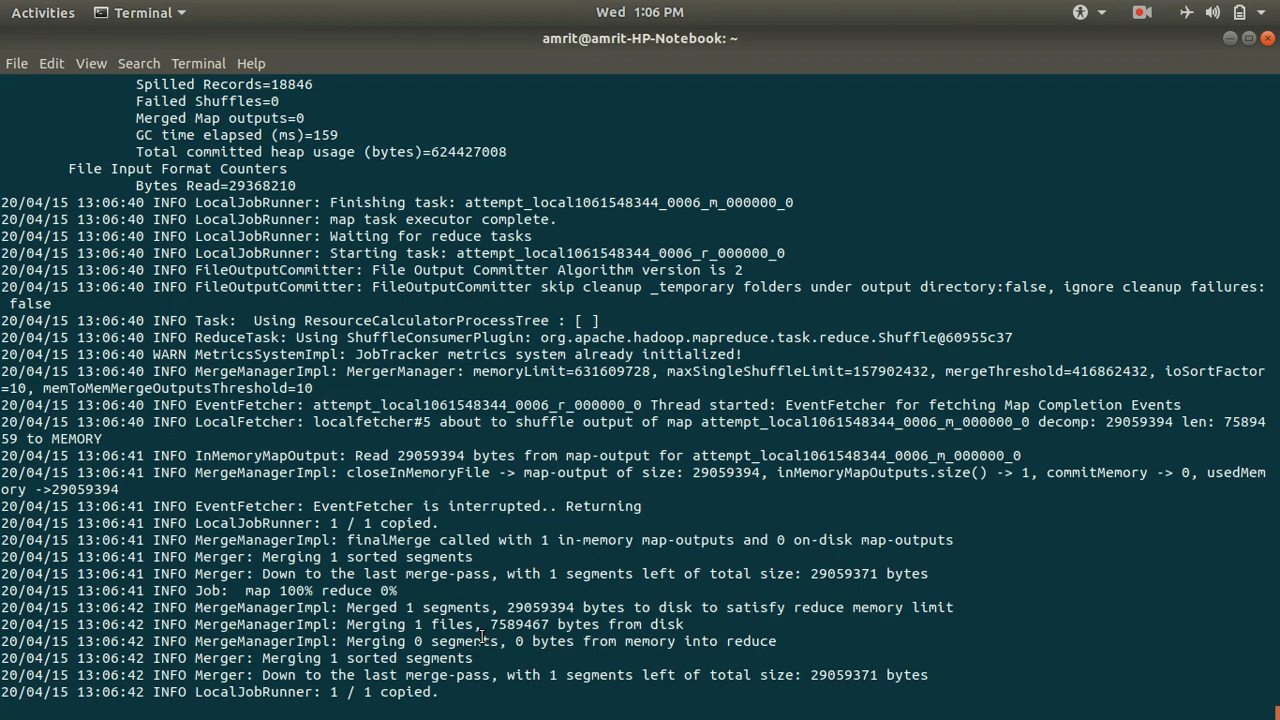 Activities Terminal Wed 1:06 PM
amrit@amrit-HP-Notebook: ~
File Edit View Search Terminal Help
Spilled Records=18846
Failed Shuffles=0
Merged Map outputs=0
GC time elapsed (ms)=159
Total committed heap usage (bytes)=624427008
File Input Format Counters
Bytes Read=29368210
20/04/15 13:06:40 INFO LocalJobRunner: Finishing task: attempt_local1061548344_0006_m_000000_0
20/04/15 13:06:40 INFO LocalJobRunner: map task executor complete.
20/04/15 13:06:40 INFO LocalJobRunner: Waiting for reduce tasks
20/04/15 13:06:40 INFO LocalJobRunner: Starting task: attempt_local1061548344_0006_r_000000_0
20/04/15 13:06:40 INFO FileOutputCommitter: File Output Committer Algorithm version is 2
20/04/15 13:06:40 INFO FileOutputCommitter: FileOutputCommitter skip cleanup _temporary folders under output directory:false, ignore cleanup failures:
false
20/04/15 13:06:40 INFO Task:  Using ResourceCalculatorProcessTree : [ ]
20/04/15 13:06:40 INFO ReduceTask: Using ShuffleConsumerPlugin: org.apache.hadoop.mapreduce.task.reduce.Shuffle@60955c37
20/04/15 13:06:40 WARN MetricsSystemImpl: JobTracker metrics system already initialized!
20/04/15 13:06:40 INFO MergeManagerImpl: MergerManager: memoryLimit=631609728, maxSingleShuffleLimit=157902432, mergeThreshold=416862432, ioSortFactor
=10, memToMemMergeOutputsThreshold=10
20/04/15 13:06:40 INFO EventFetcher: attempt_local1061548344_0006_r_000000_0 Thread started: EventFetcher for fetching Map Completion Events
20/04/15 13:06:40 INFO LocalFetcher: localfetcher#5 about to shuffle output of map attempt_local1061548344_0006_m_000000_0 decomp: 29059394 len: 75894
59 to MEMORY
20/04/15 13:06:41 INFO InMemoryMapOutput: Read 29059394 bytes from map-output for attempt_local1061548344_0006_m_000000_0
20/04/15 13:06:41 INFO MergeManagerImpl: closeInMemoryFile -> map-output of size: 29059394, inMemoryMapOutputs.size() -> 1, commitMemory -> 0, usedMem
ory ->29059394
20/04/15 13:06:41 INFO EventFetcher: EventFetcher is interrupted.. Returning
20/04/15 13:06:41 INFO LocalJobRunner: 1 / 1 copied.
20/04/15 13:06:41 INFO MergeManagerImpl: finalMerge called with 1 in-memory map-outputs and 0 on-disk map-outputs
20/04/15 13:06:41 INFO Merger: Merging 1 sorted segments
20/04/15 13:06:41 INFO Merger: Down to the last merge-pass, with 1 segments left of total size: 29059371 bytes
20/04/15 13:06:41 INFO Job:  map 100% reduce 0%
20/04/15 13:06:42 INFO MergeManagerImpl: Merged 1 segments, 29059394 bytes to disk to satisfy reduce memory limit
20/04/15 13:06:42 INFO MergeManagerImpl: Merging 1 files, 7589467 bytes from disk
20/04/15 13:06:42 INFO MergeManagerImpl: Merging 0 segments, 0 bytes from memory into reduce
20/04/15 13:06:42 INFO Merger: Merging 1 sorted segments
20/04/15 13:06:42 INFO Merger: Down to the last merge-pass, with 1 segments left of total size: 29059371 bytes
20/04/15 13:06:42 INFO LocalJobRunner: 1 / 1 copied.